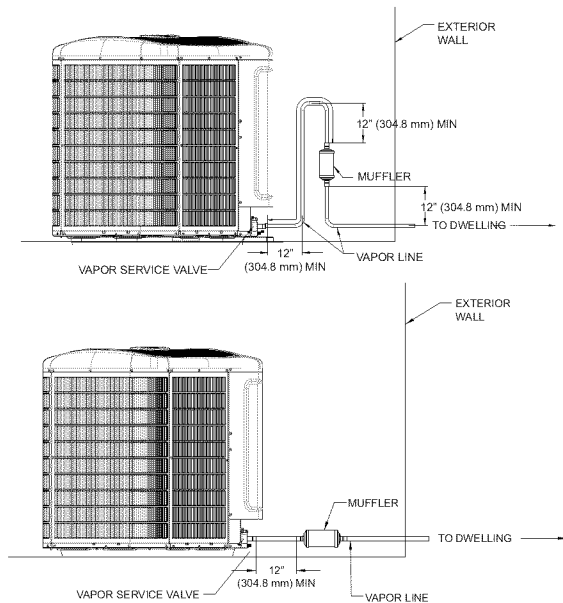 EXTERIOR
WALL
12" (304.8 mm) MIN
MUFFLER
12" (304.8 mm) MIN
TO DWELLING
VAPOR LINE
VAPOR SERVICE VALVE
12"
(304.8 mm) MIN
EXTERIOR
WALL
MUFFLER
TO DWELLING
12"
(304.8 mm) MIN
VAPOR SERVICE VALVE
VAPOR LINE